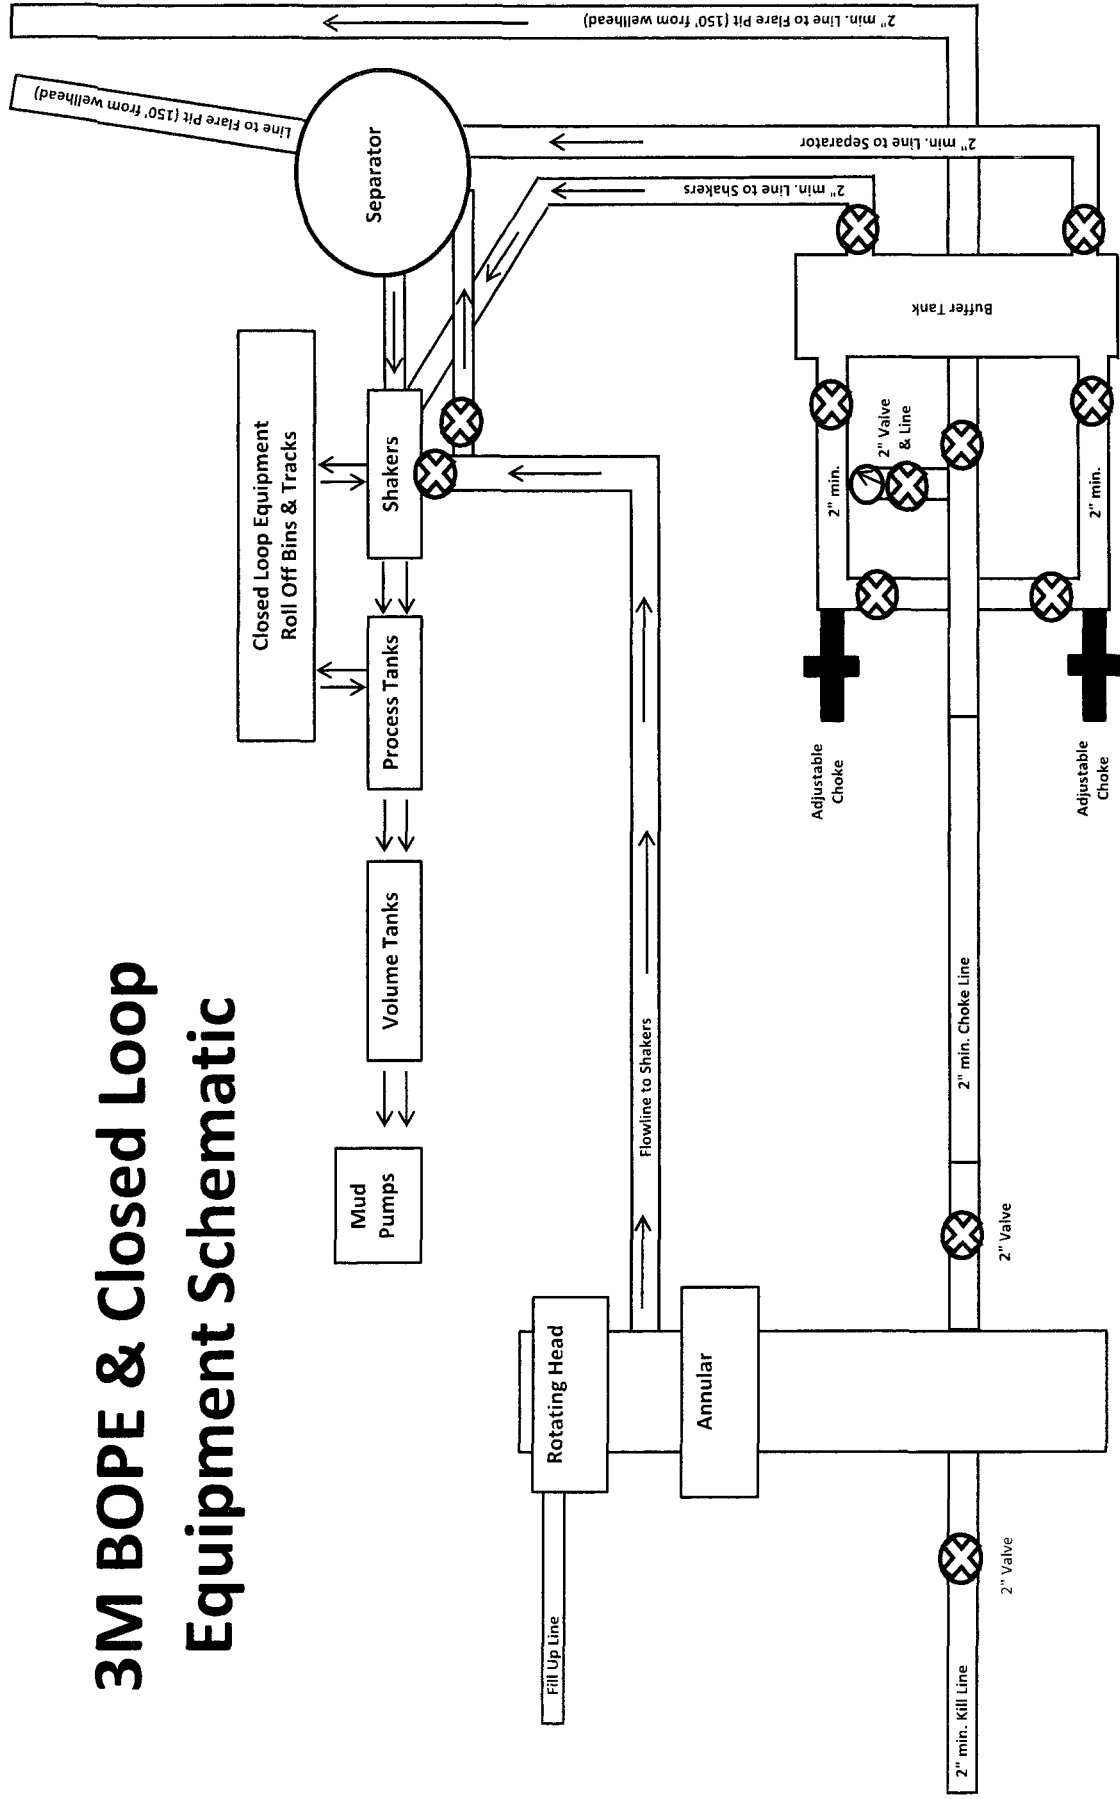 3M BOPE & Closed Loop
Equipment Schematic
Closed Loop Equipment
Roll Off Bins & Tracks
Mud
Pumps
Volume Tanks
Process Tanks
Shakers
Separator
Line to Flare Pit (150' from wellhead)
2" min. Line to Flare Pit (150' from wellhead)
Fill Up Line
Rotating Head
Annular
Flowline to Shakers
2" min. Line to Shakers
2" min. Line to Separator
Adjustable
Choke
2" min.
2" Valve
& Line
Buffer Tank
2" min. Kill Line
2" Valve
2" Valve
2" min. Choke Line
Adjustable
Choke
2" min.